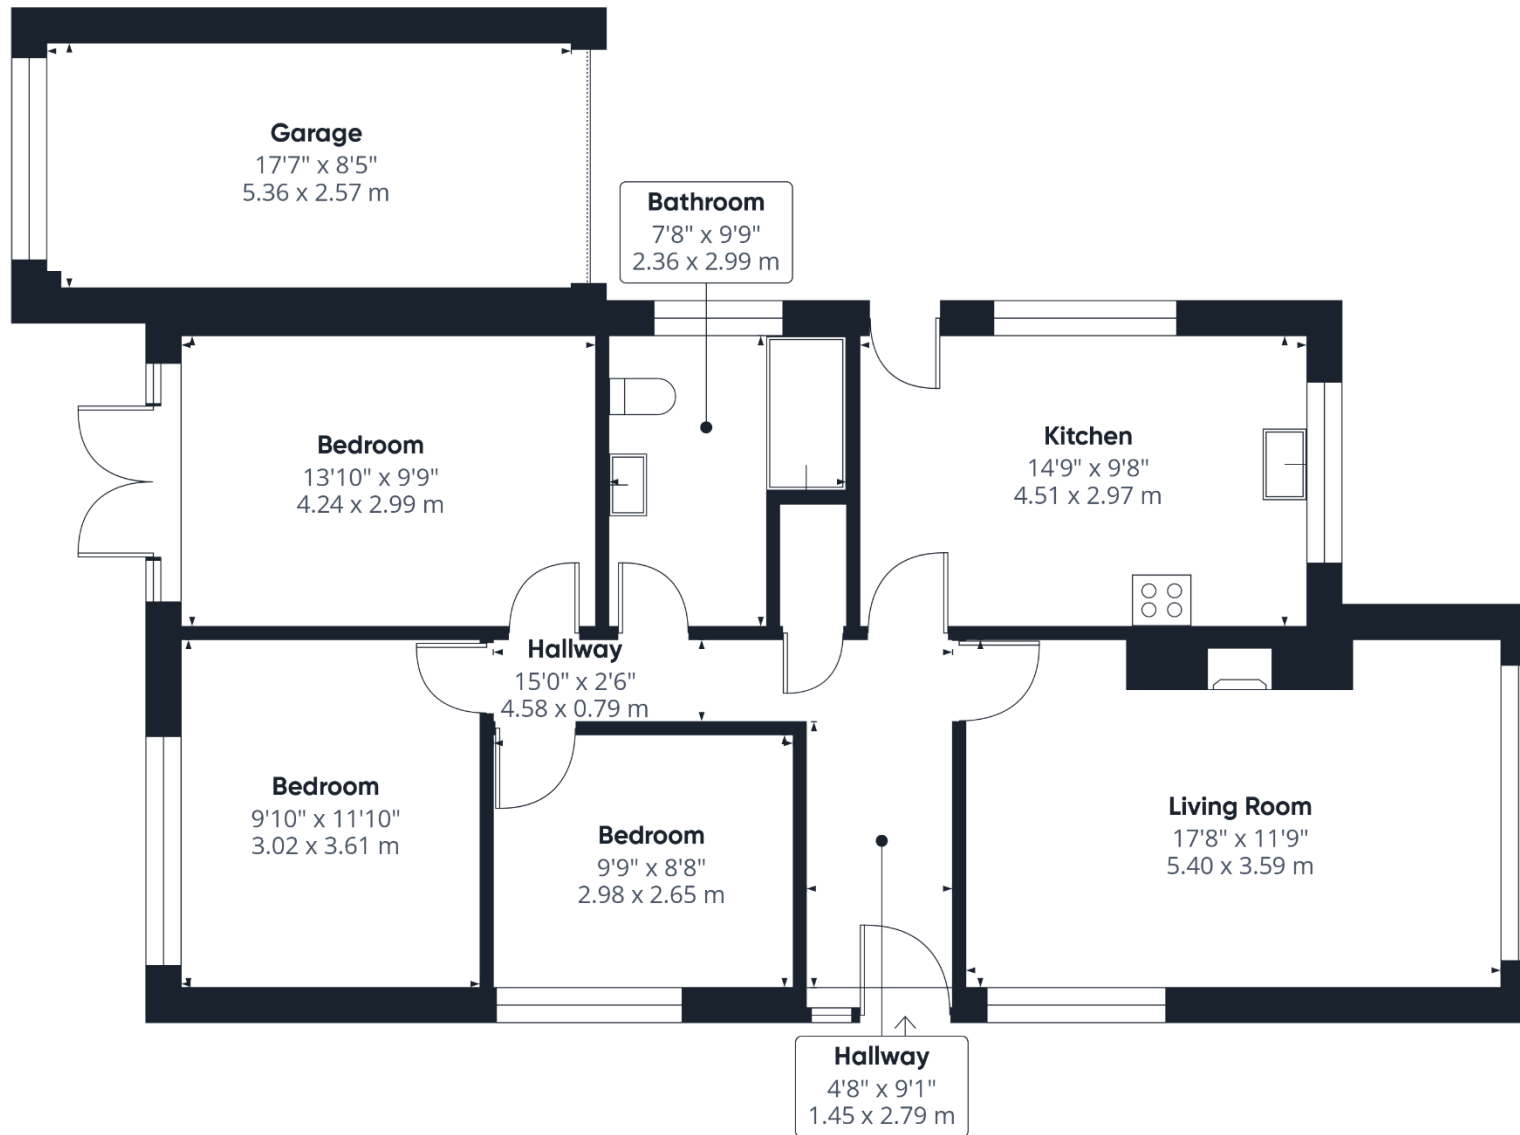 Garage
17'7" x 8'5"
5.36 x 2.57 m
Bathroom
7'8" x 9'9"
2.36 x 2.99 m
Bedroom
13'10" x 9'9"
4.24 x 2.99 m
Kitchen
14'9" x 9'8"
4.51 x 2.97 m
Hallway
15'0" x 2'6"
4.58 x 0.79 m
Bedroom
9'10" x 11'10"
3.02 x 3.61 m
Bedroom
9'9" x 8'8"
2.98 x 2.65 m
Living Room
17'8" x 11'9"
5.40 x 3.59 m
Hallway
4'8" x 9'1"
1.45 x 2.79 m